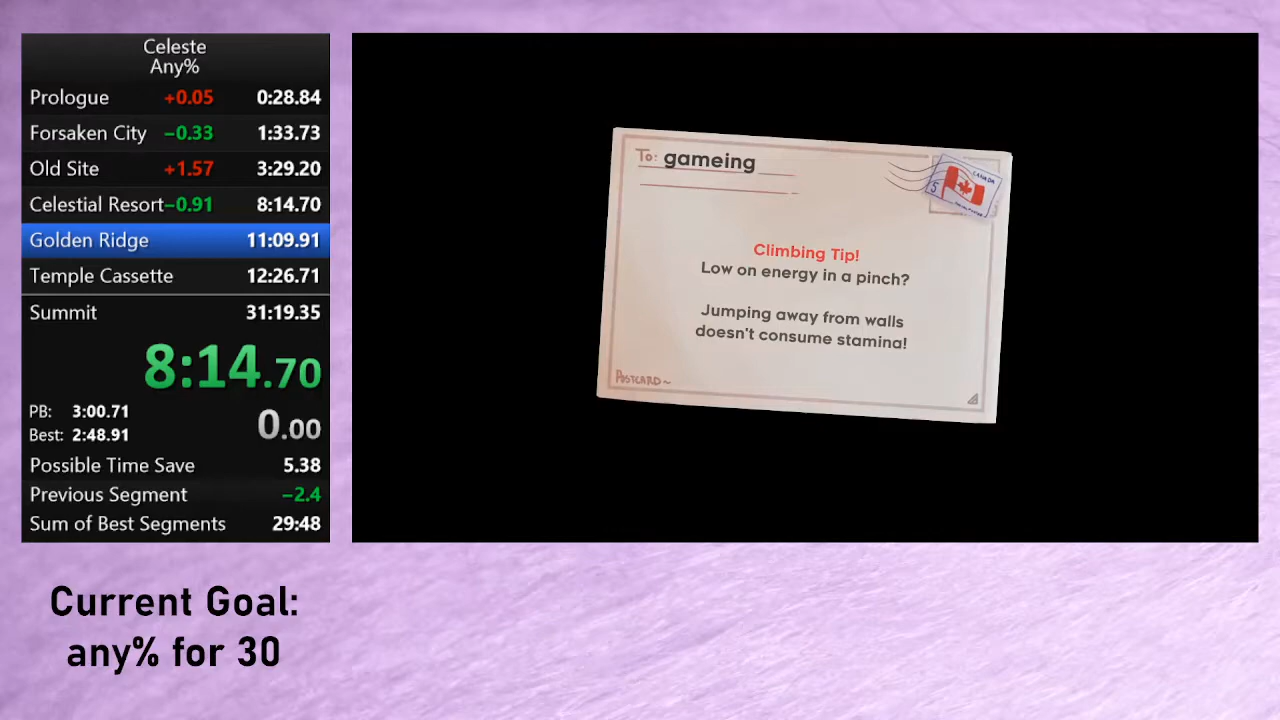 Celeste
Any%
Prologue +0.05 0:28.84
Forsaken City −0.33 1:33.73
Old Site +1.57 3:29.20
Celestial Resort −0.91 8:14.70
Golden Ridge 11:09.91
Temple Cassette 12:26.71
Summit 31:19.35
8:14.70
PB: 3:00.71
Best: 2:48.91
0.00
Possible Time Save 5.38
Previous Segment −2.4
Sum of Best Segments 29:48
Current Goal:
any% for 30
To: gameing
CANADA
5
Climbing Tip!
Low on energy in a pinch?
Jumping away from walls
doesn't consume stamina!
POSTCARD~